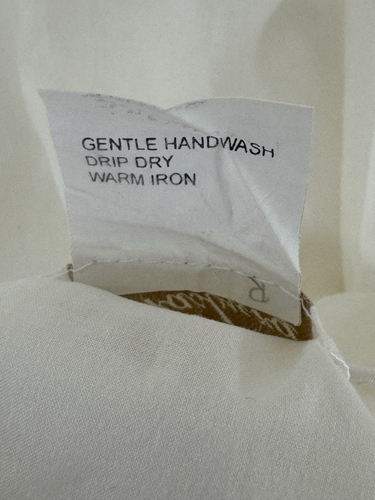 GENTLE HANDWASH
DRIP DRY
WARM IRON